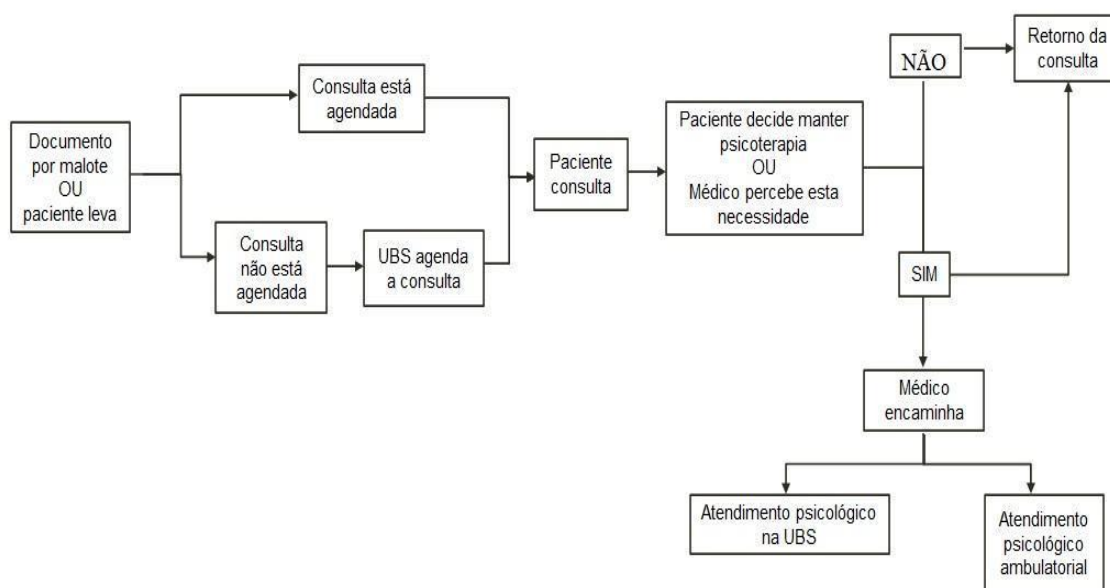 Documento
por malote
OU
paciente leva
Consulta está
agendada
Consulta
não está
agendada
UBS agenda
a consulta
Paciente
consulta
Paciente decide manter
psicoterapia
OU
Médico percebe esta
necessidade
NÃO
Retorno da
consulta
SIM
Médico
encaminha
Atendimento psicológico
na UBS
Atendimento
psicológico
ambulatorial